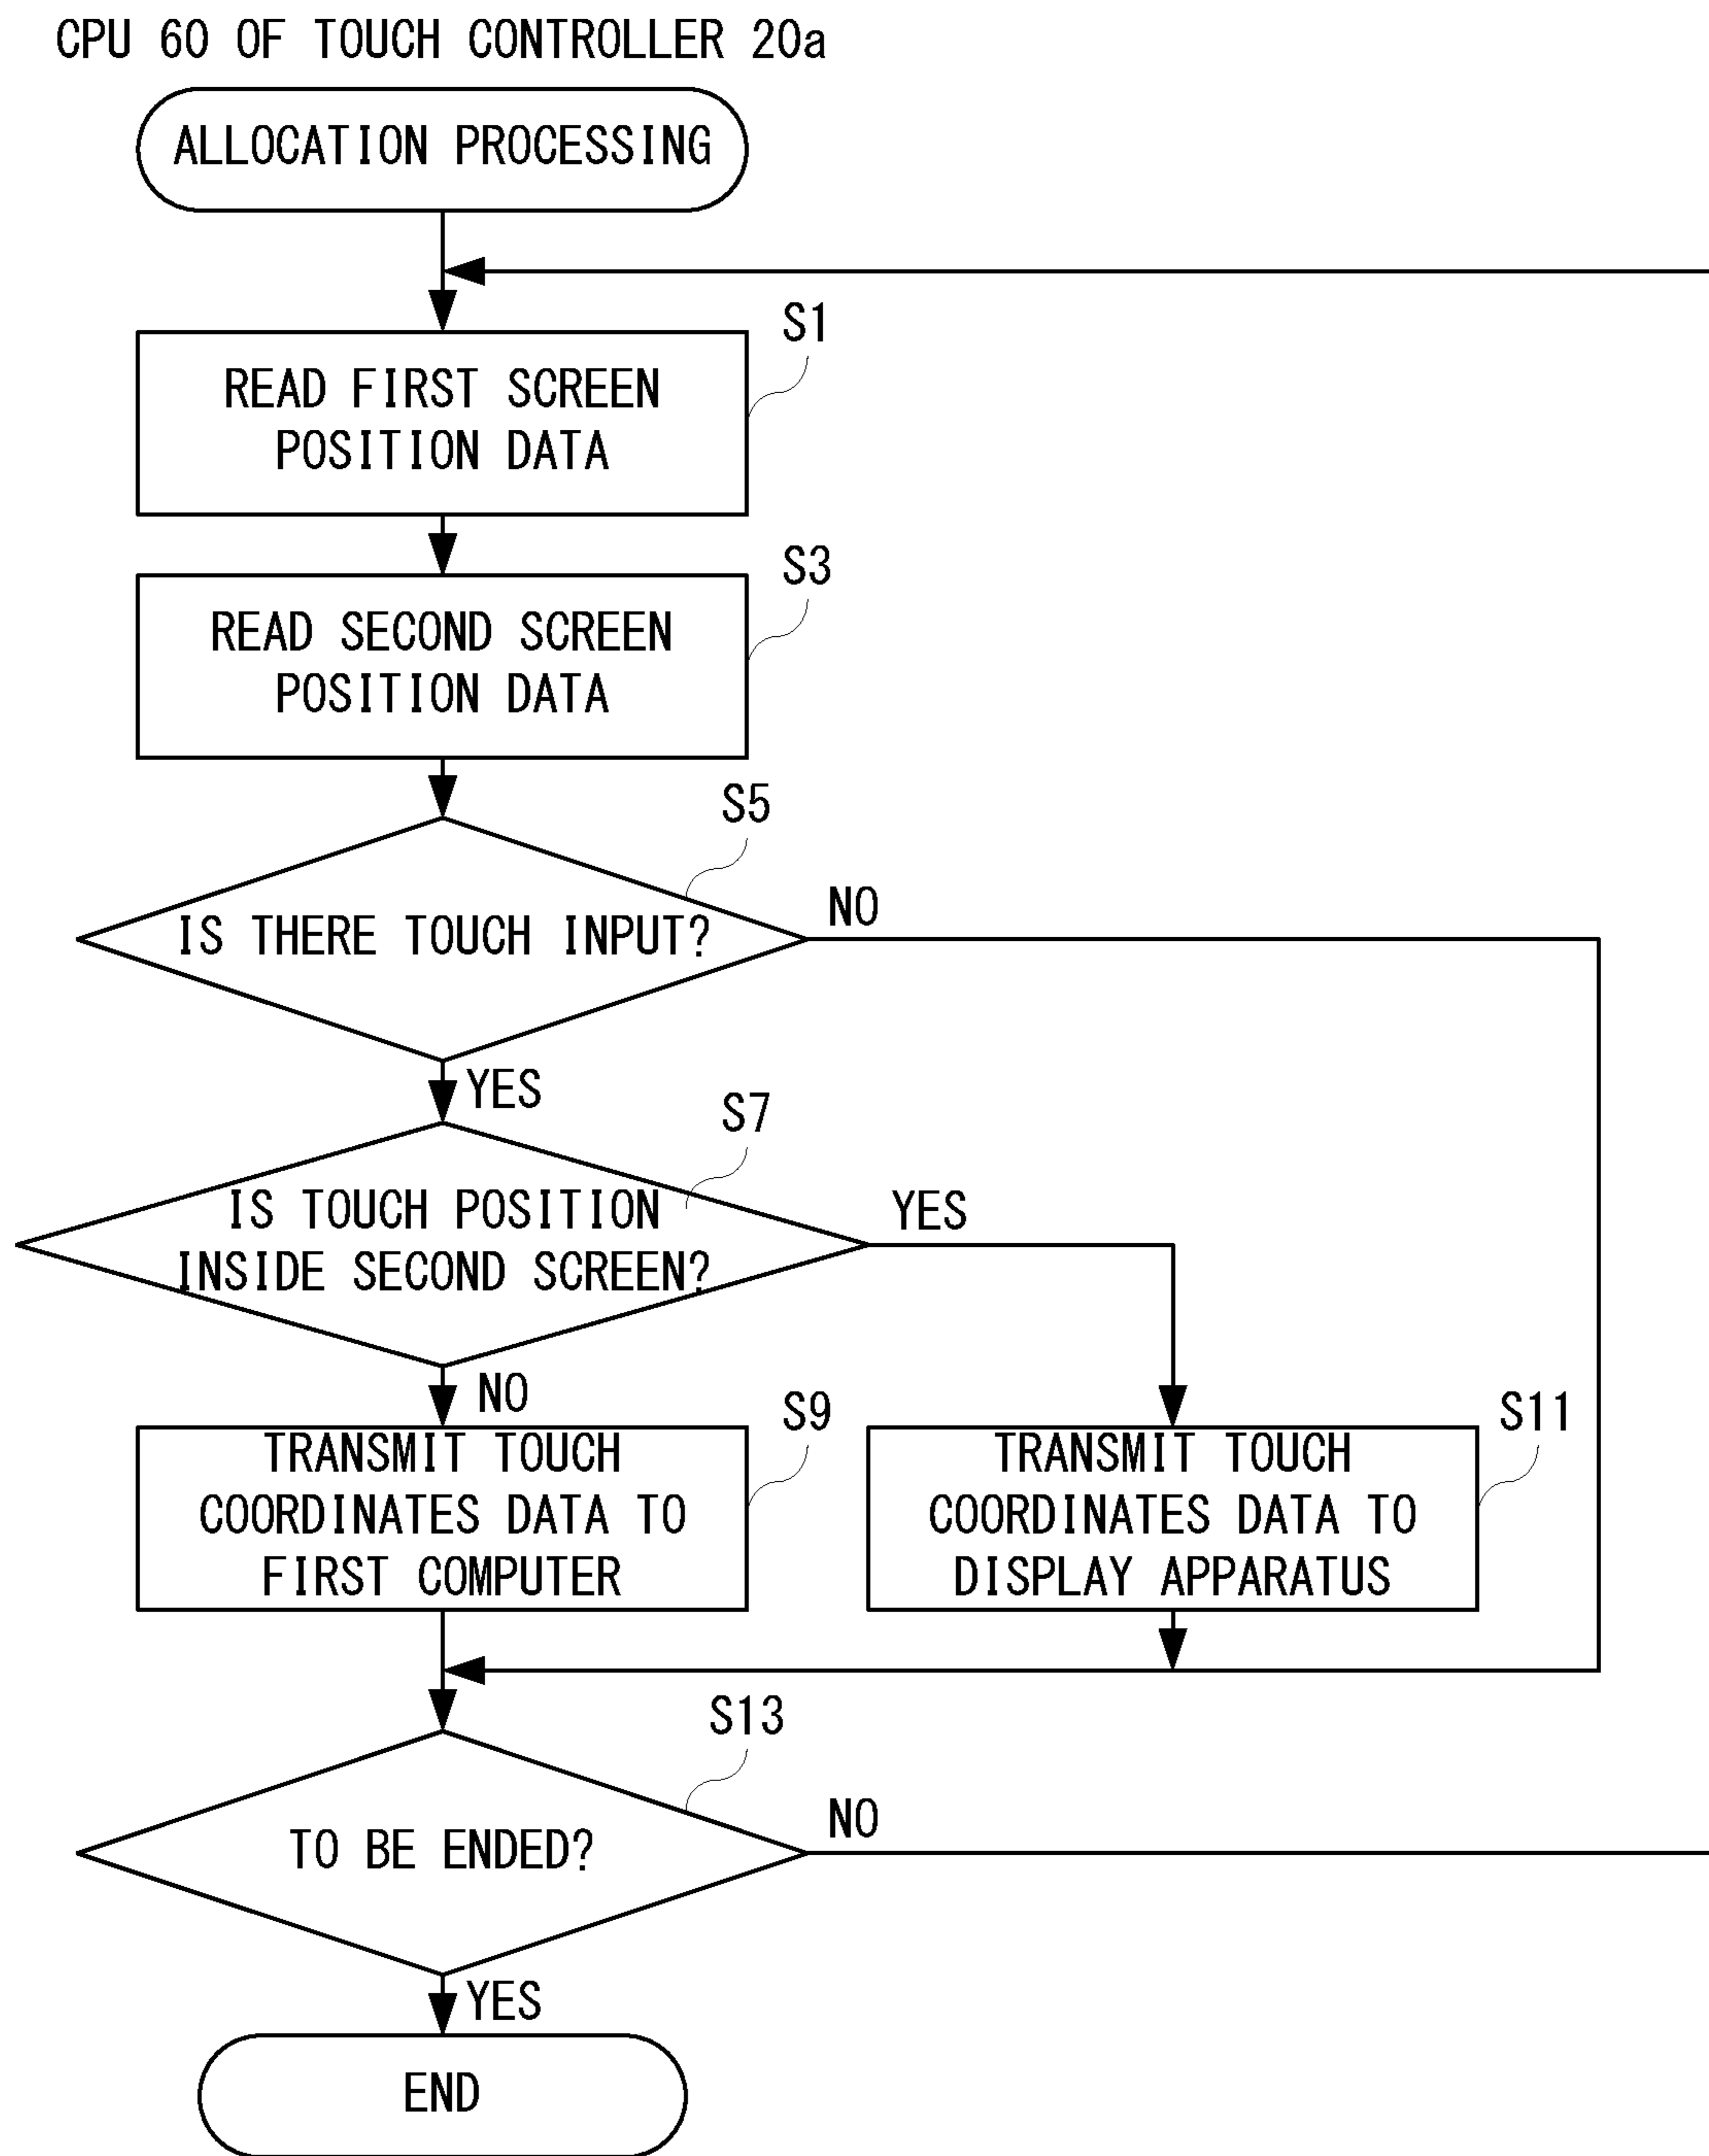 CPU 60 OF TOUCH CONTROLLER 20a
ALLOCATION PROCESSING
S1
READ FIRST SCREEN
POSITION DATA
S3
READ SECOND SCREEN
POSITION DATA
S5
IS THERE TOUCH INPUT?
NO
YES
S7
IS TOUCH POSITION
INSIDE SECOND SCREEN?
YES
NO
S9
TRANSMIT TOUCH
COORDINATES DATA TO
FIRST COMPUTER
S11
TRANSMIT TOUCH
COORDINATES DATA TO
DISPLAY APPARATUS
S13
TO BE ENDED?
NO
YES
END